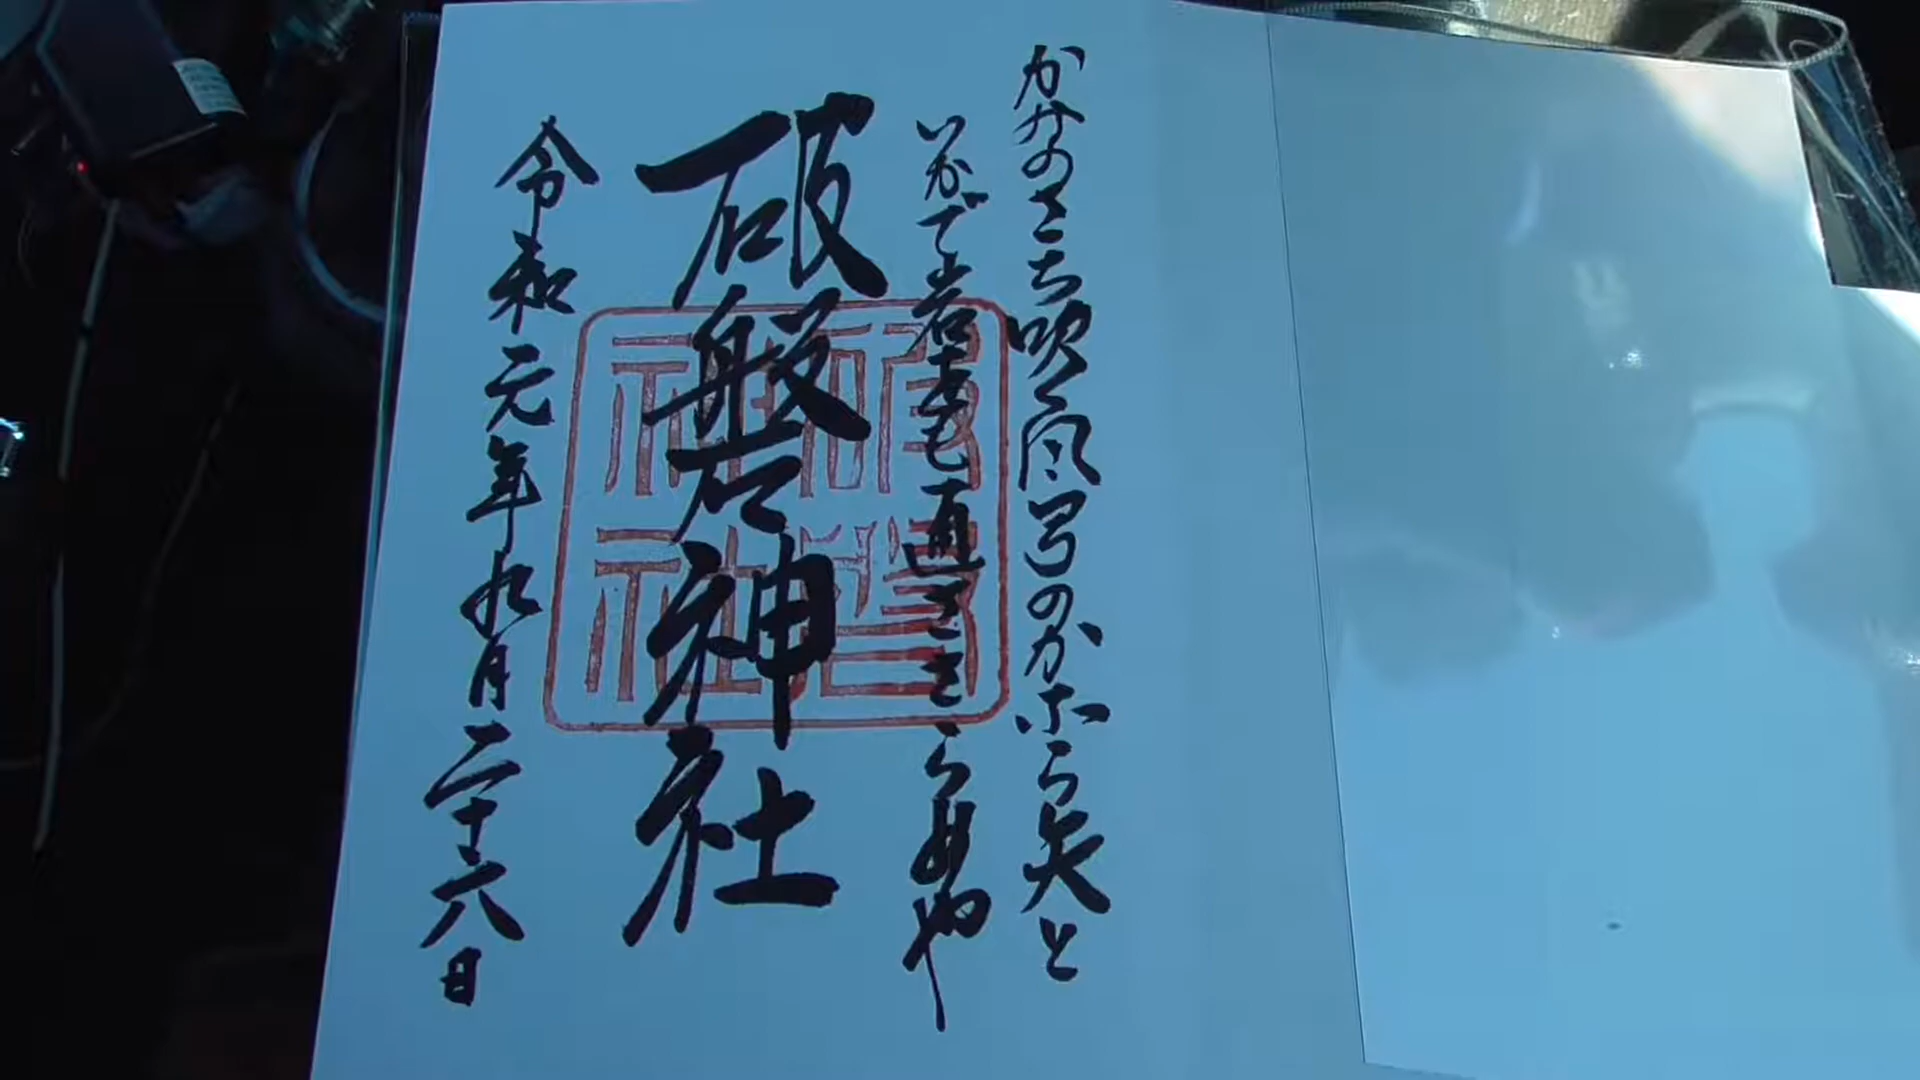 かみのさち吹く風弓のかぶら矢と
いかで岩をも通さざらめや
破磐神社
令和元年九月二十六日